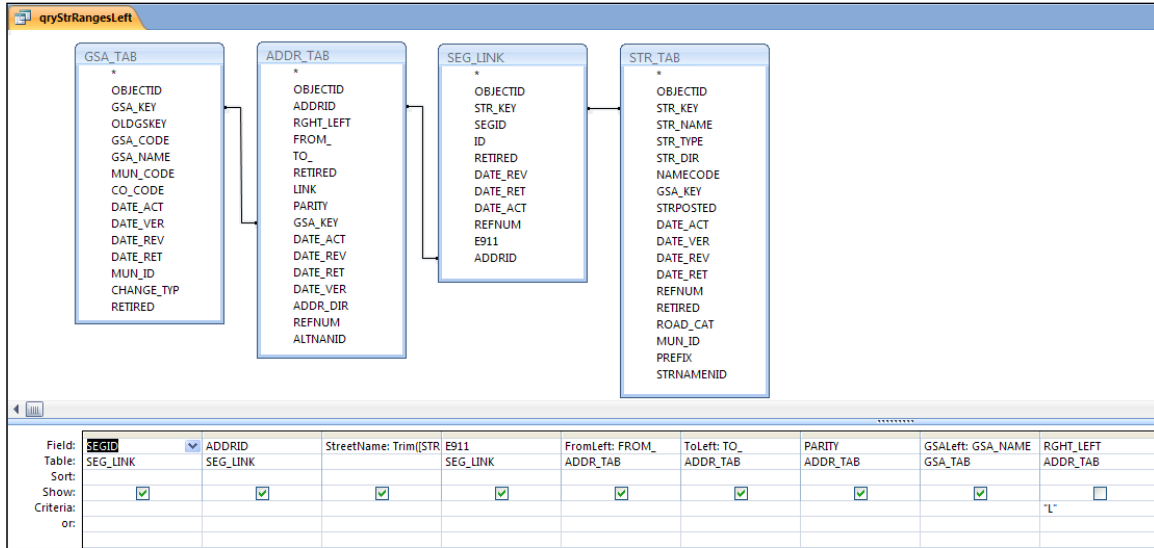 qryStrRangesLeft
GSA_TAB
*
OBJECTID
GSA_KEY
OLDGSKEY
GSA_CODE
GSA_NAME
MUN_CODE
CO_CODE
DATE_ACT
DATE_VER
DATE_REV
DATE_RET
MUN_ID
CHANGE_TYP
RETIRED
ADDR_TAB
*
OBJECTID
ADDRID
RGHT_LEFT
FROM_
TO_
RETIRED
LINK
PARITY
GSA_KEY
DATE_ACT
DATE_REV
DATE_RET
DATE_VER
ADDR_DIR
REFNUM
ALTNANID
SEG_LINK
*
OBJECTID
STR_KEY
SEGID
ID
RETIRED
DATE_REV
DATE_RET
DATE_ACT
REFNUM
E911
ADDRID
STR_TAB
*
OBJECTID
STR_KEY
STR_NAME
STR_TYPE
STR_DIR
NAMECODE
GSA_KEY
STRPOSTED
DATE_ACT
DATE_VER
DATE_REV
DATE_RET
REFNUM
RETIRED
ROAD_CAT
MUN_ID
PREFIX
STRNAMENID
Field: SEGID ADDRID StreetName: Trim([STR E911 FromLeft: FROM_ ToLeft: TO_ PARITY GSALeft: GSA_NAME RGHT_LEFT
Table: SEG_LINK SEG_LINK SEG_LINK ADDR_TAB ADDR_TAB ADDR_TAB GSA_TAB ADDR_TAB
Sort:
Show:
Criteria: "L"
or: